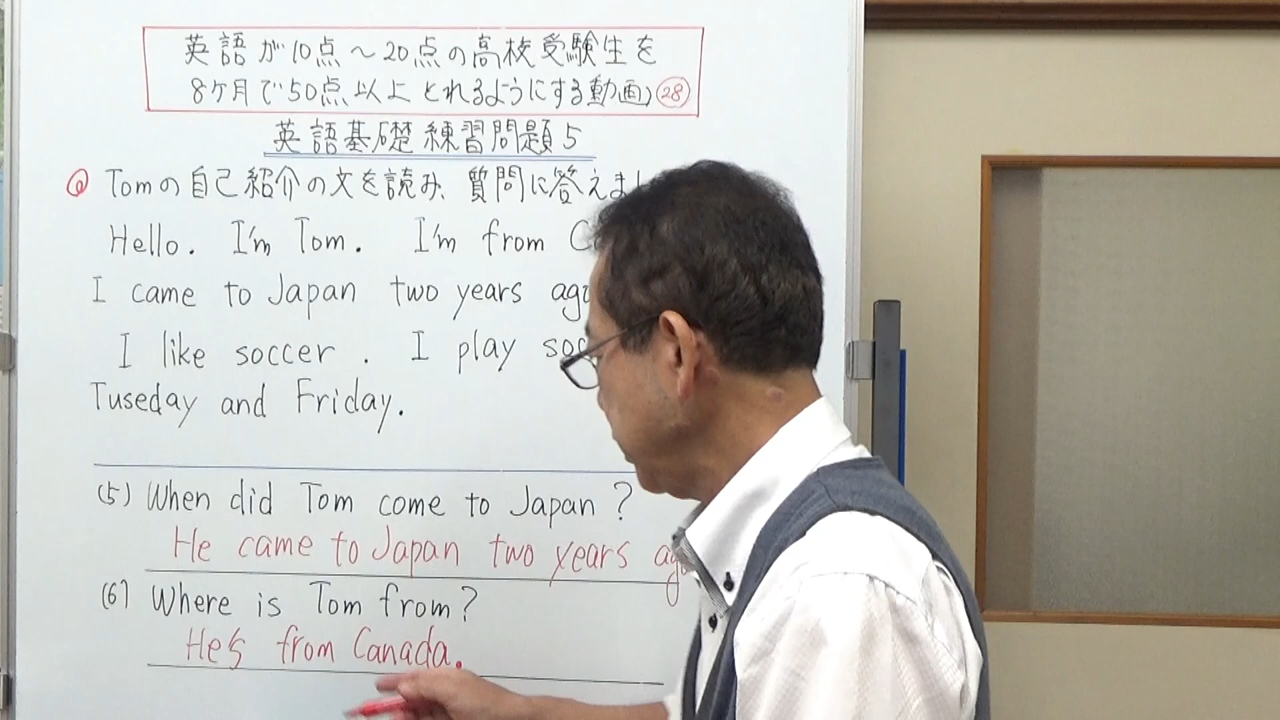 英語が10点～20点の高校受験生を
8ヶ月で50点以上とれるようにする動画㉘
英語基礎練習問題5
Q Tomの自己紹介の文を読み、質問に答えま
Hello. I'm Tom. I'm from
I came to Japan two years ago
I like soccer. I play
Tuseday and Friday.
(5) When did Tom come to Japan?
He came to Japan two years ago
(6) Where is Tom from?
He's from Canada.